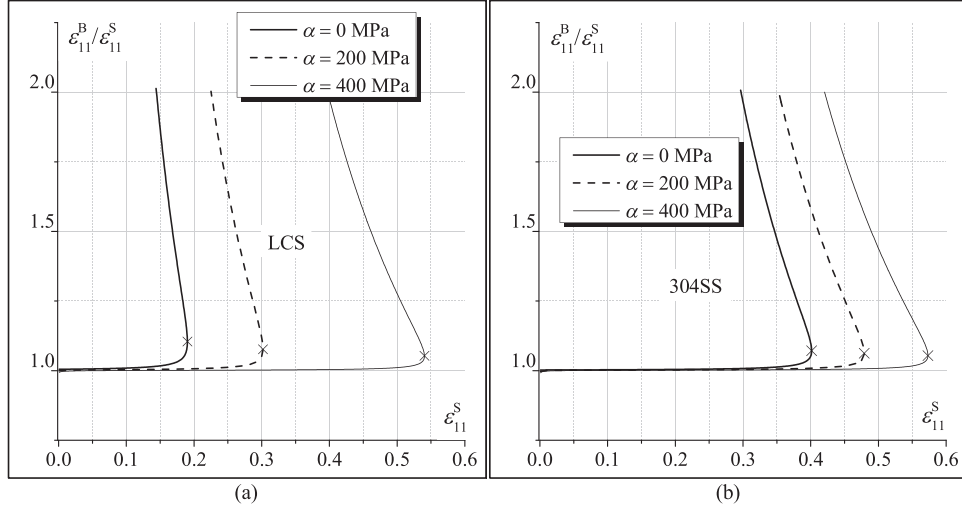 ε₁₁ᴮ/ε₁₁ˢ
α = 0 MPa
α = 200 MPa
α = 400 MPa
2.0
1.5
LCS
1.0
ε₁₁ˢ
0.0 0.1 0.2 0.3 0.4 0.5 0.6
(a)
ε₁₁ᴮ/ε₁₁ˢ
2.0
α = 0 MPa
α = 200 MPa
α = 400 MPa
1.5
304SS
1.0
ε₁₁ˢ
0.0 0.1 0.2 0.3 0.4 0.5 0.6
(b)